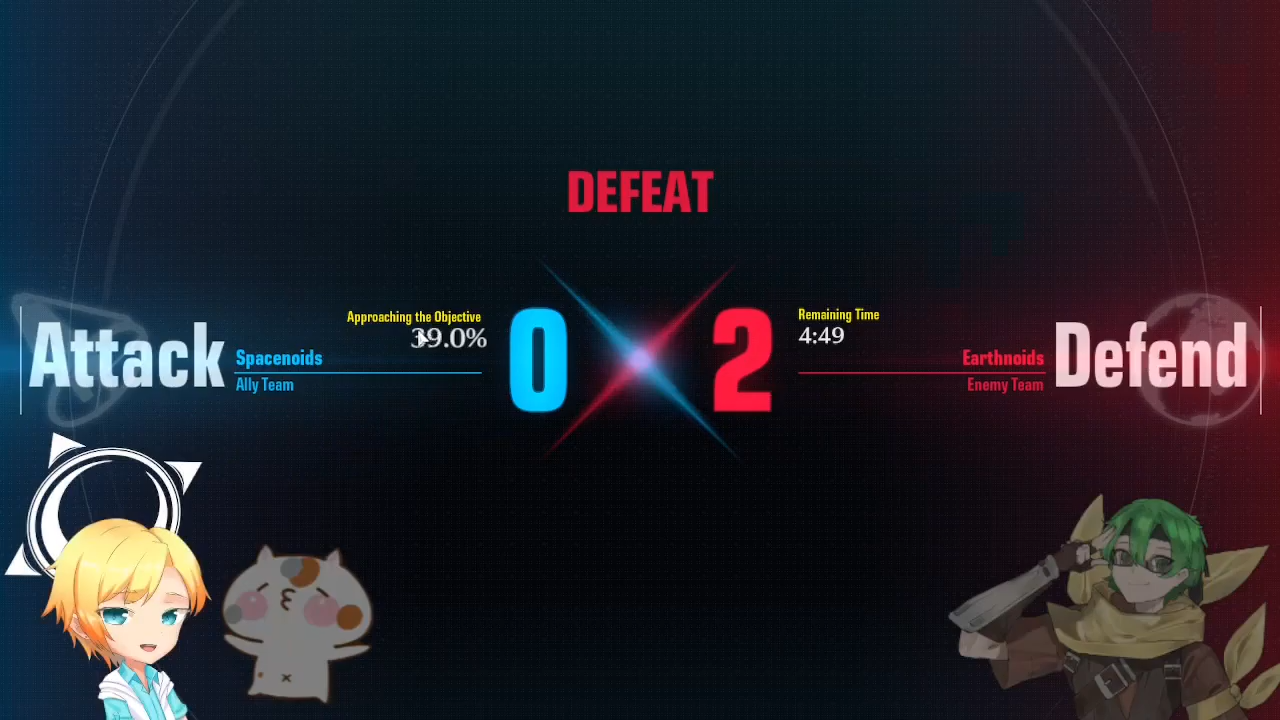 DEFEAT
Approaching the Objective
39.0%
0
2
Remaining Time
4:49
Attack
Spacenoids
Ally Team
Earthnoids
Enemy Team
Defend